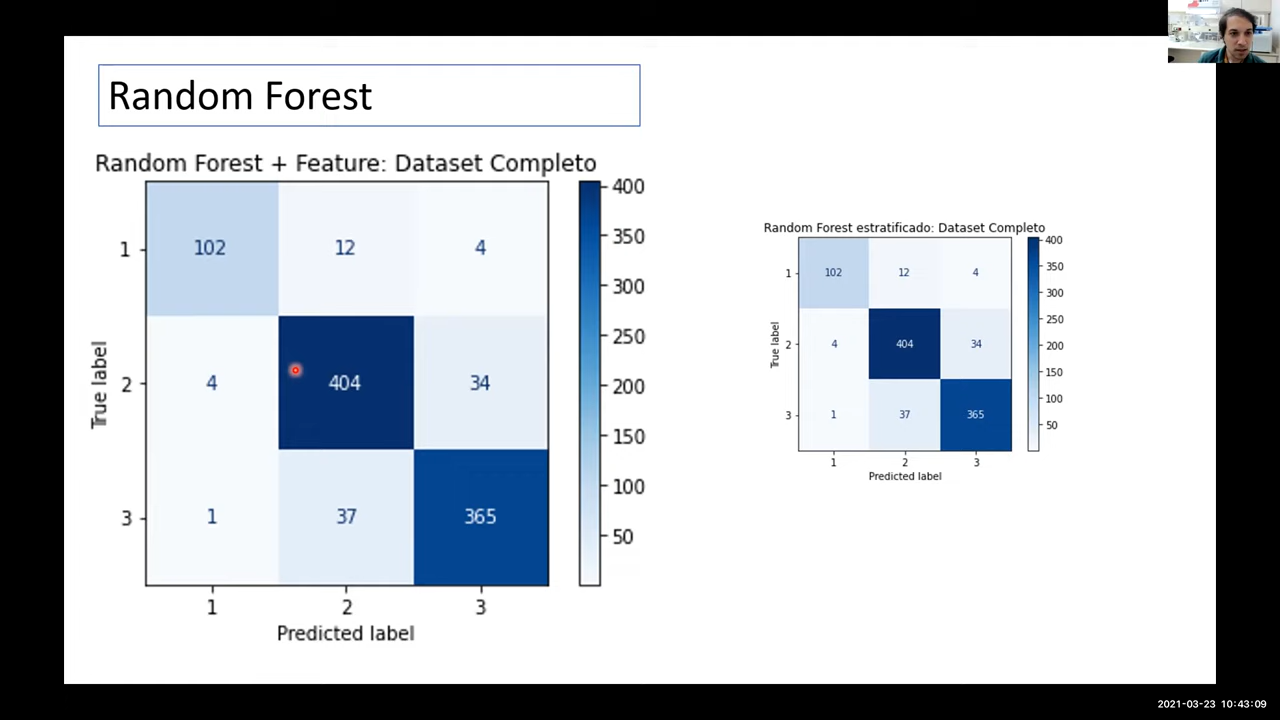 Random Forest
Random Forest + Feature: Dataset Completo
True label
1
2
3
102 12 4
4 404 34
1 37 365
1 2 3
Predicted label
400
350
300
250
200
150
100
50
Random Forest estratificado: Dataset Completo
True label
1
2
3
102 12 4
4 404 34
1 37 365
1 2 3
Predicted label
400
350
300
250
200
150
100
50
2021-03-23 10:43:09